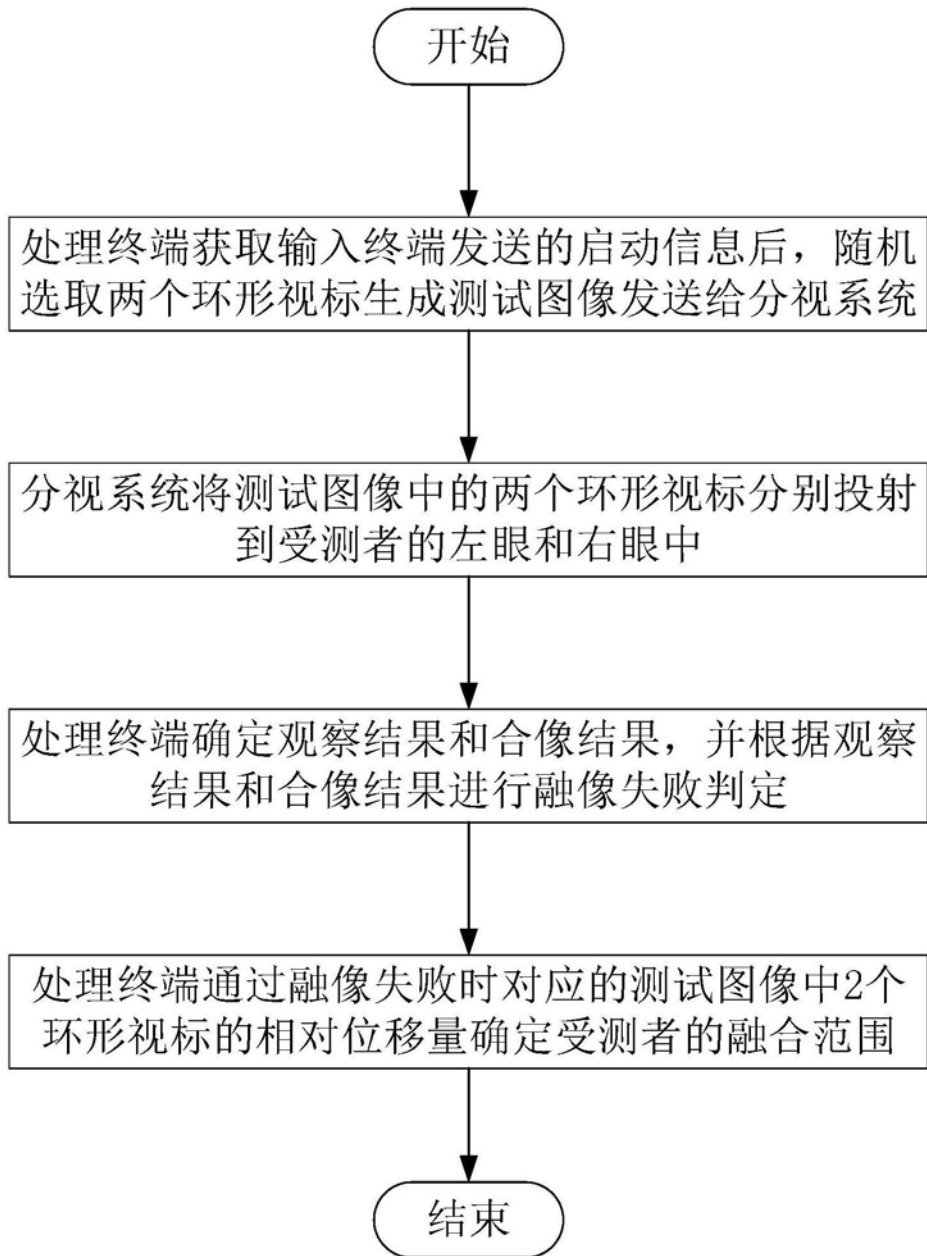 开始
处理终端获取输入终端发送的启动信息后，随机
选取两个环形视标生成测试图像发送给分视系统
分视系统将测试图像中的两个环形视标分别投射
到受测者的左眼和右眼中
处理终端确定观察结果和合像结果，并根据观察
结果和合像结果进行融像失败判定
处理终端通过融像失败时对应的测试图像中2个
环形视标的相对位移量确定受测者的融合范围
结束